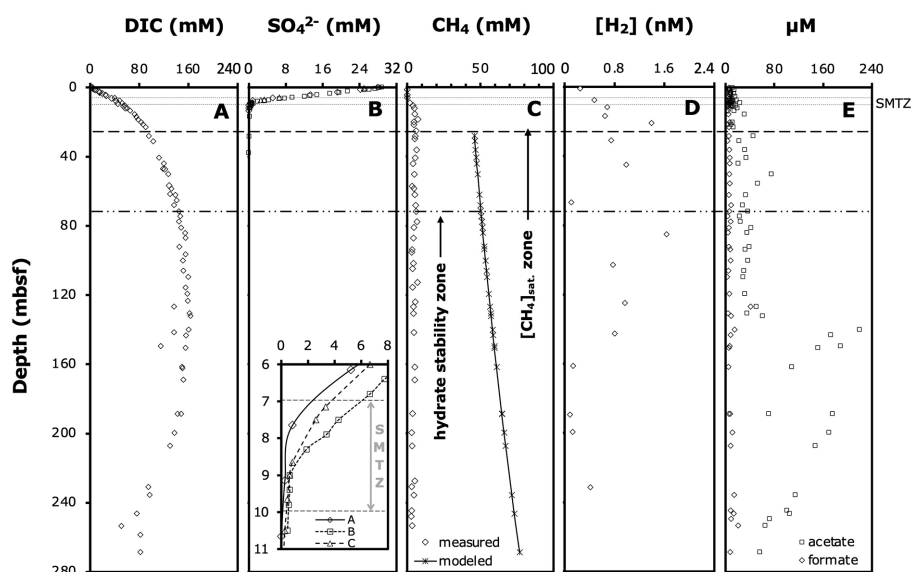 DIC (mM) SO₄²⁻ (mM) CH₄ (mM) [H₂] (nM) µM
0 80 160 240 0 8 16 24 32 0 50 100 0 0.8 1.6 2.4 0 80 160 240
0
40
80
120
160
200
240
280
Depth (mbsf)
A
B
C
D
E
SMTZ
hydrate stability zone
[CH₄]sat. zone
0 2 4 6 8
6
7
8
9
10
11
SMTZ
A
B
C
measured
modeled
acetate
formate